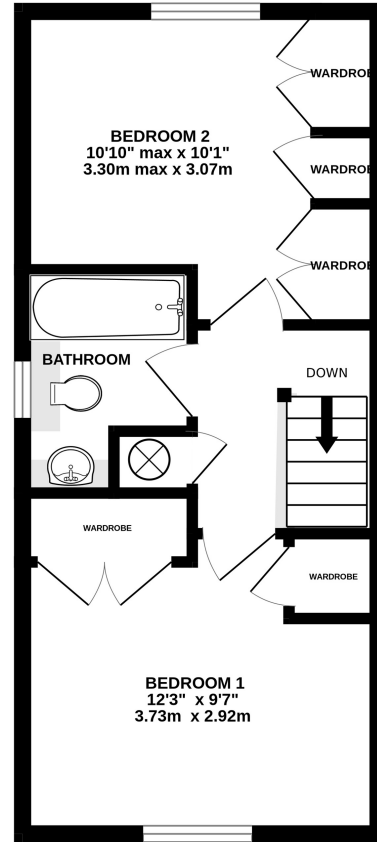 WARDROBE
BEDROOM 2
10'10" max x 10'1"
3.30m max x 3.07m
WARDROBE
WARDROBE
BATHROOM
DOWN
WARDROBE
WARDROBE
BEDROOM 1
12'3" x 9'7"
3.73m x 2.92m